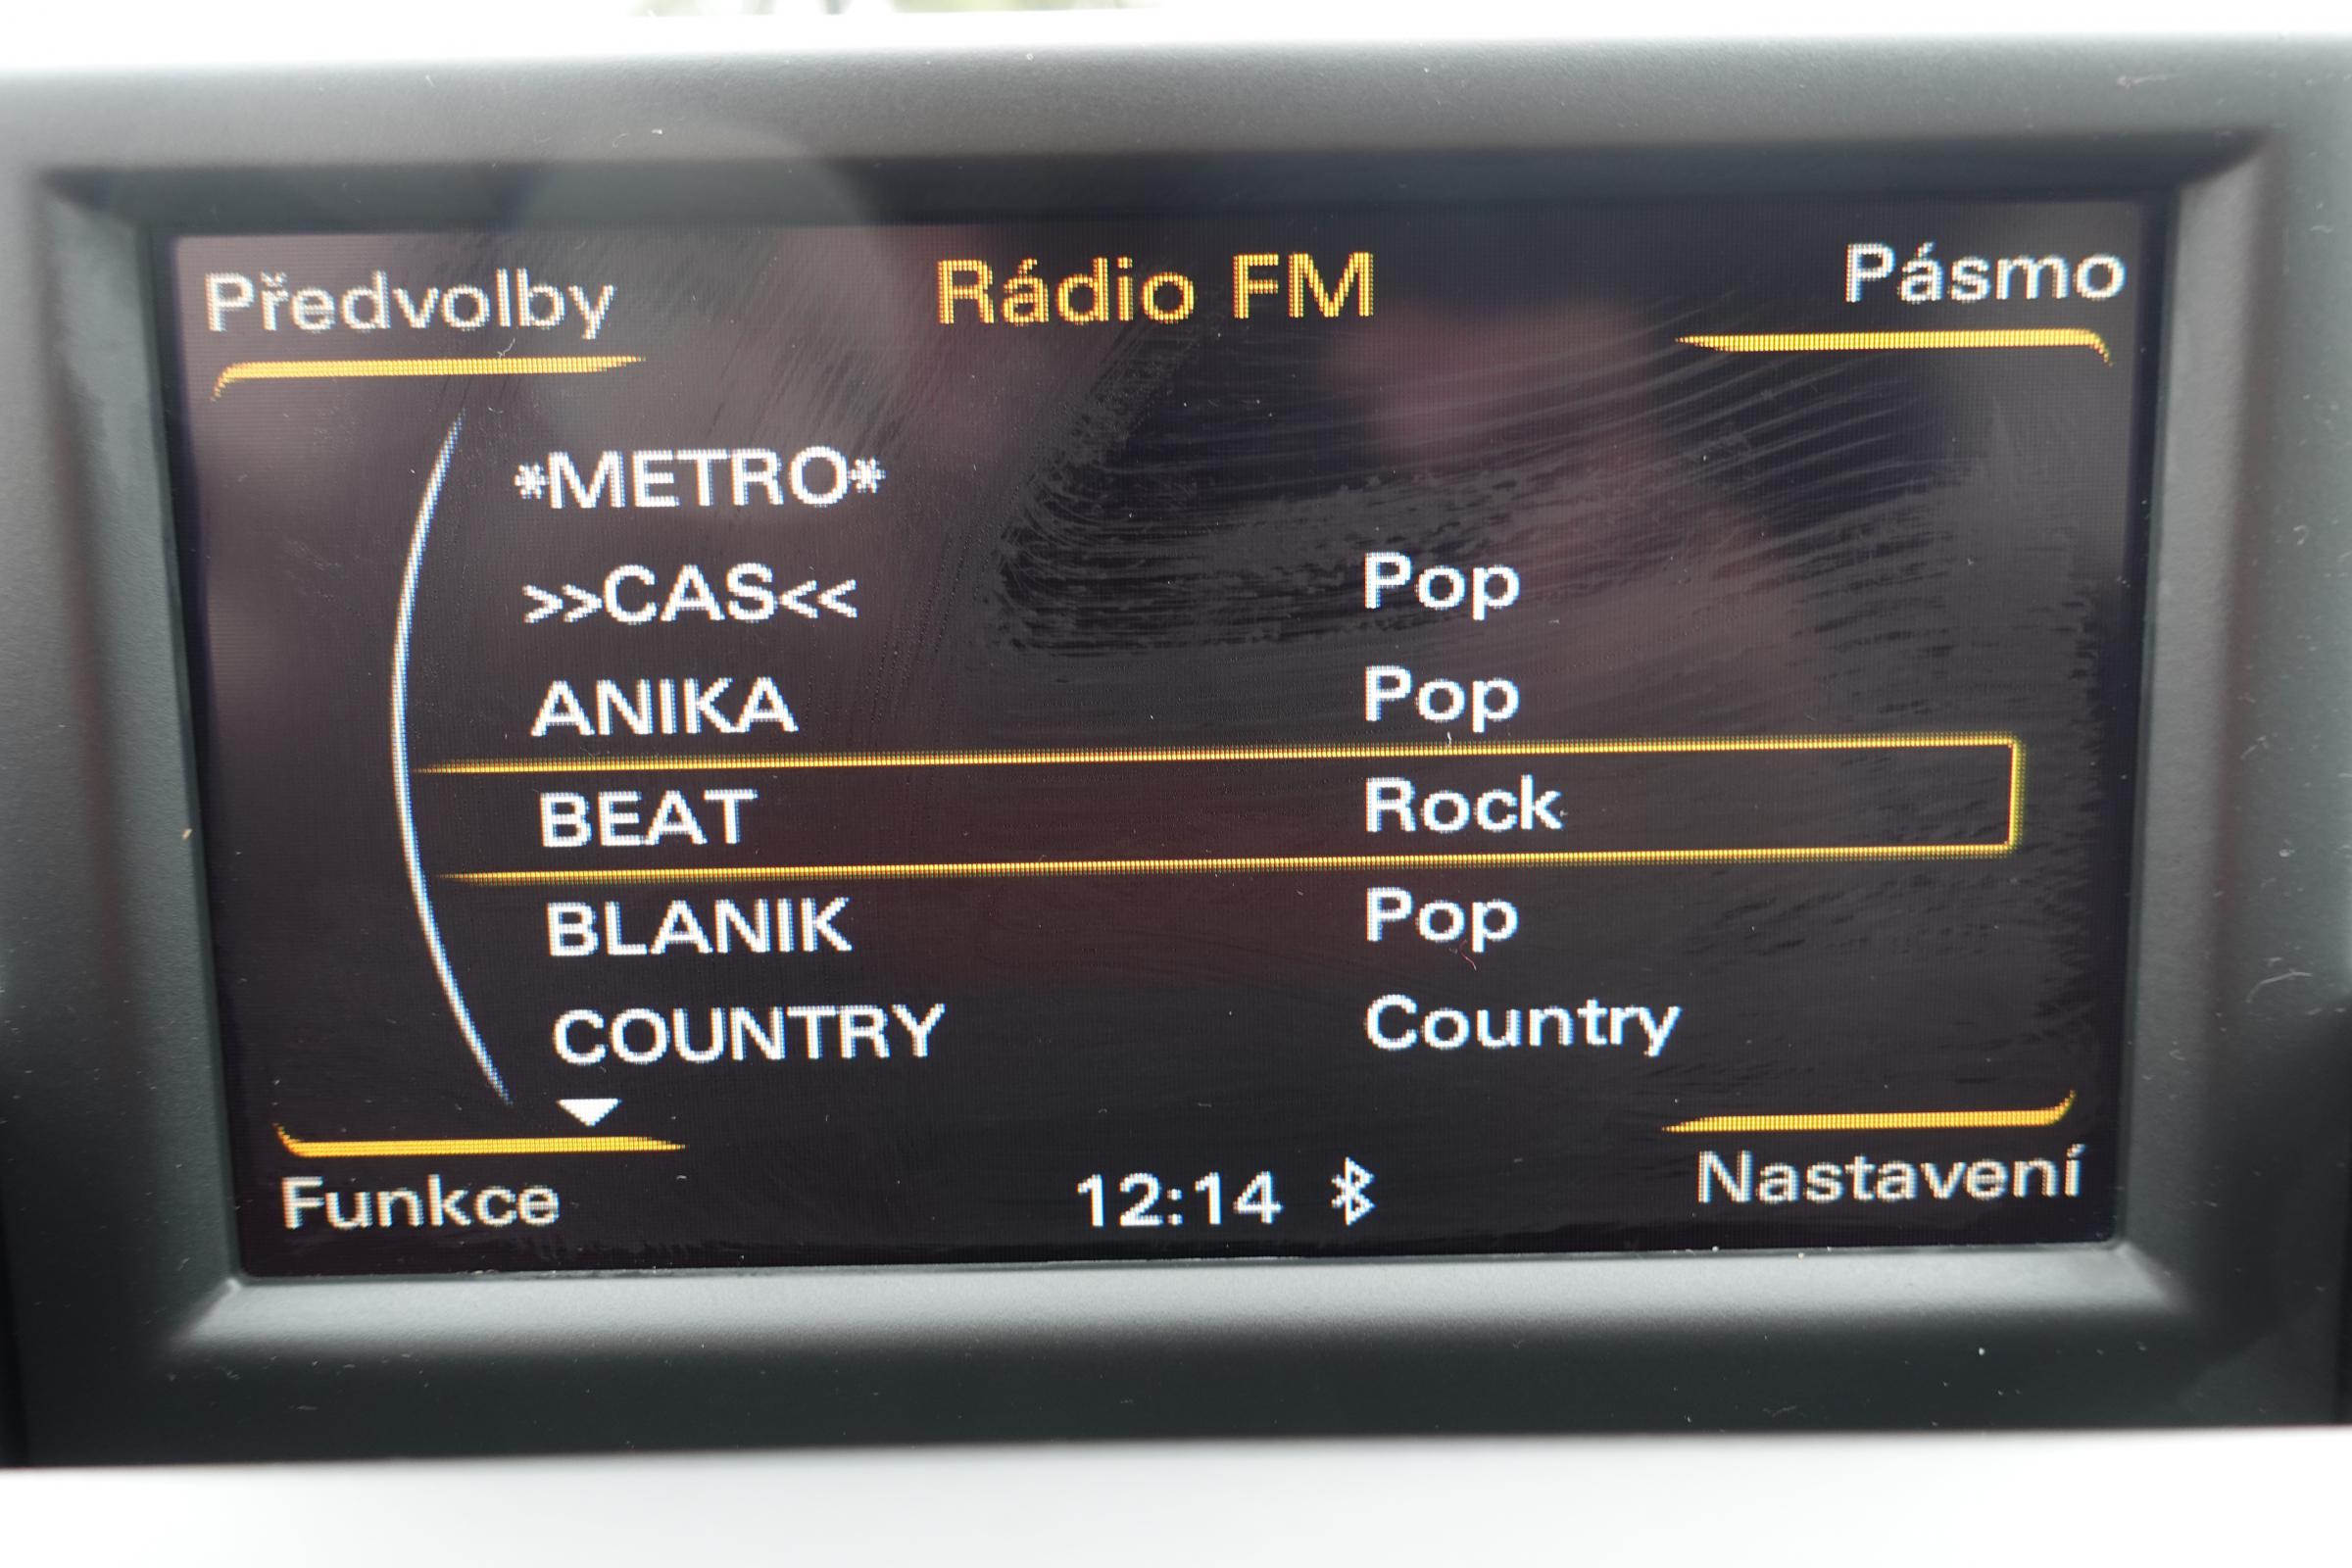 Předvolby Rádio FM Pásmo
*METRO*
>>CAS<< Pop
ANIKA Pop
BEAT Rock
BLANIK Pop
COUNTRY Country
Funkce 12:14 Nastavení